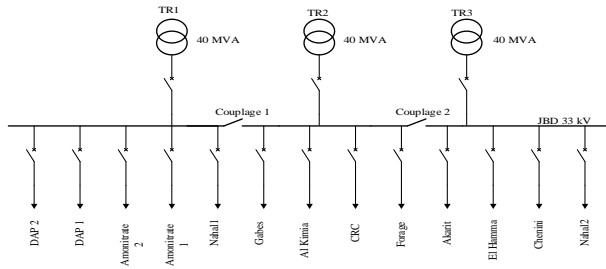 TR1
TR2
TR3
40 MVA
40 MVA
40 MVA
Couplage 1
Couplage 2
JBD 33 kV
DAP 2
DAP 1
Amonitrate
2
Amonitrate
1
Nahal1
Gabes
Al Kimia
CRC
Forage
Akarit
El Hamma
Chenini
Nahal2